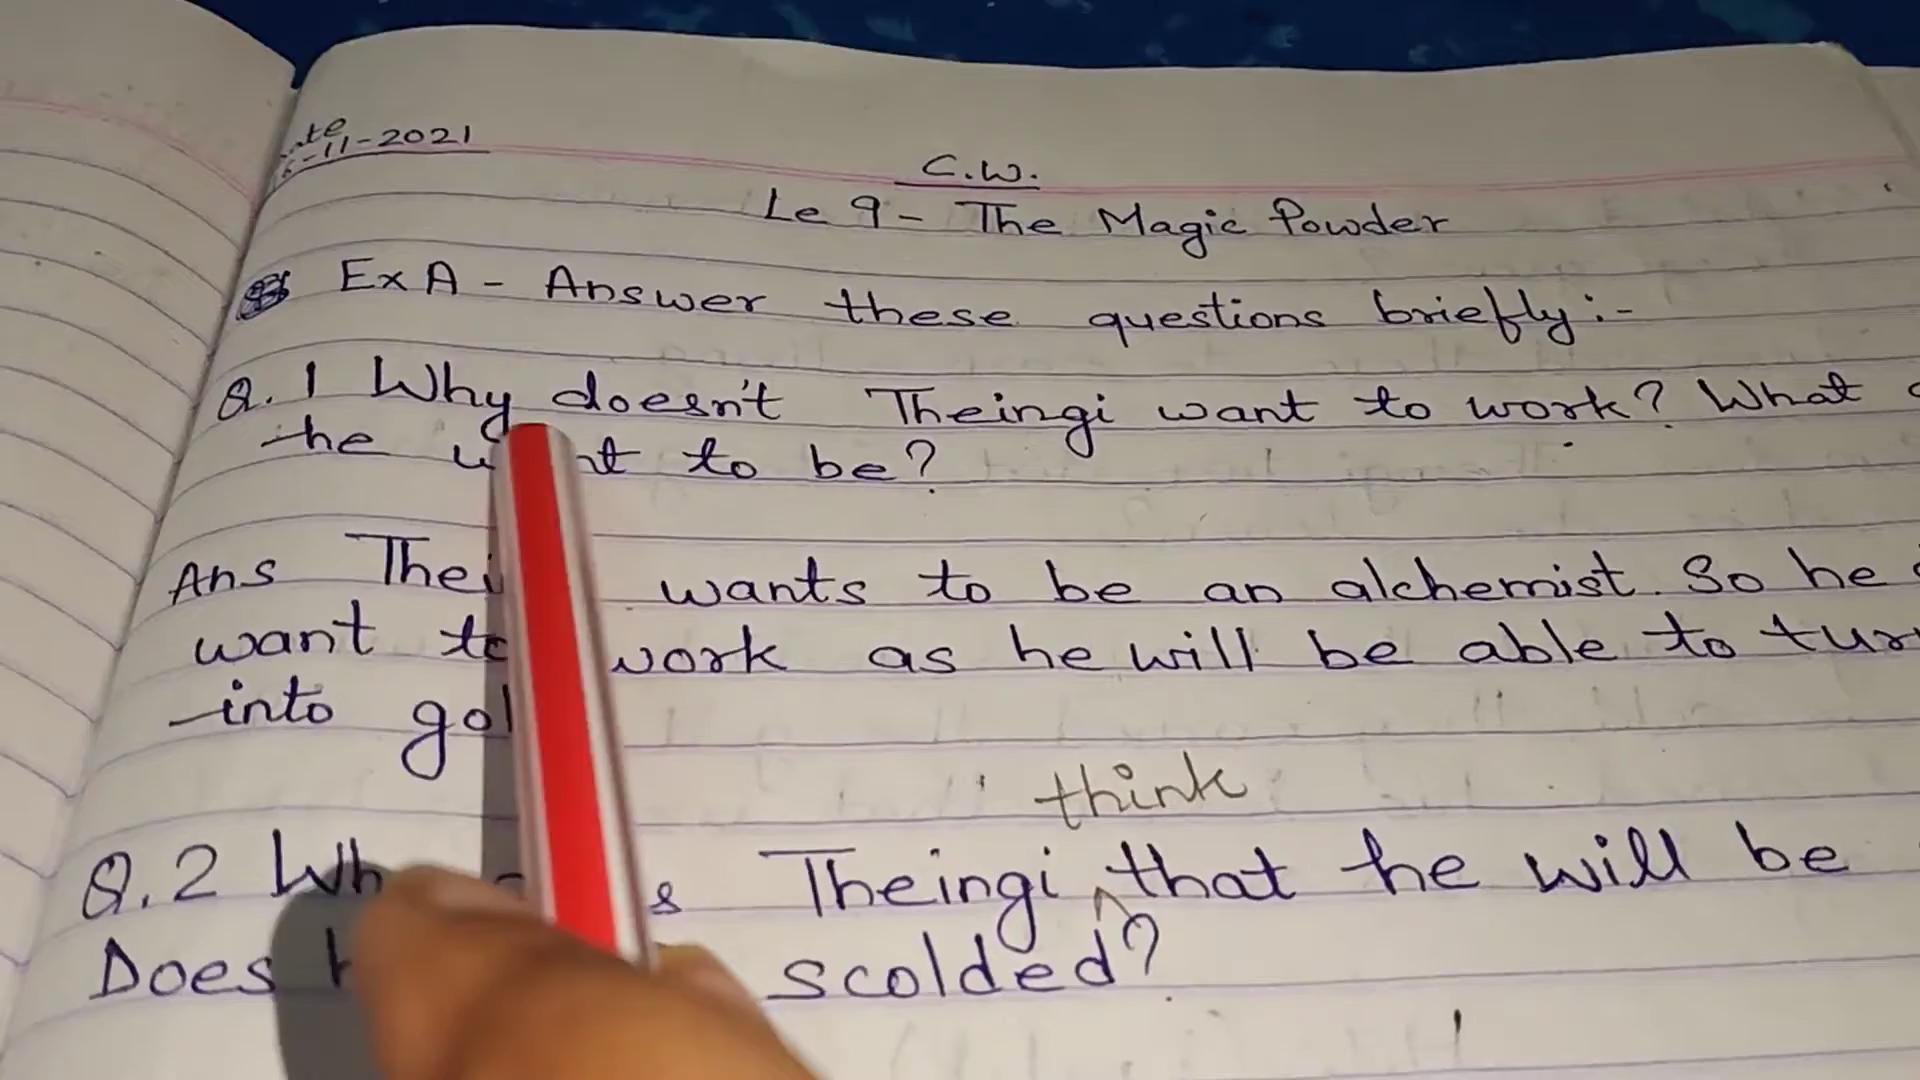 -11-2021
C.W.
Le 9 - The Magic Powder
Ex A - Answer these questions briefly:-
Q.1 Why doesn't Theingi want to work? What
he to be?
Ans wants to be an alchemist. So he
want work as he will be able to
into
think
Q.2 Theingi that he will be
Does scolded?